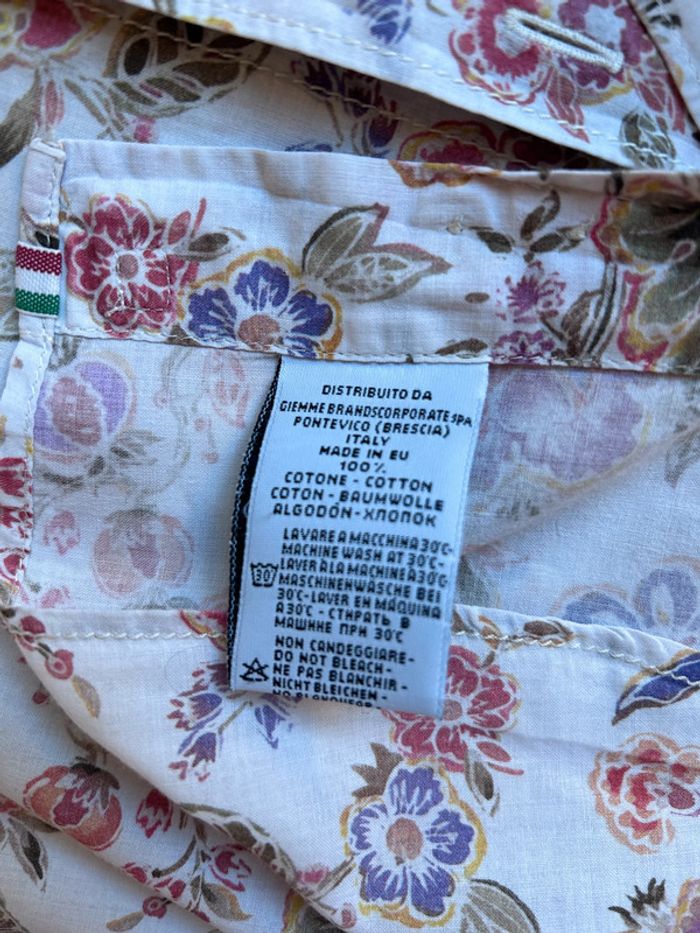 DISTRIBUITO DA
GIEMME BRANDSCORPORATE SPA
PONTEVICO (BRESCIA)
ITALY
MADE IN EU
100%
COTONE - COTTON
COTON - BAUMWOLLE
ALGODÓN - ХЛОПОК
LAVARE A MACCHINA 30°C-
MACHINE WASH AT 30°C-
LAVER À LA MACHINE À 30°C-
MASCHINENWÄSCHE BEI
30
30°C-LAVER EN MÁQUINA
A 30°C - СТИРАТЬ В
МАШИНЕ ПРИ 30°C
NON CANDEGGIARE-
DO NOT BLEACH-
NE PAS BLANCHIR-
NICHT BLEICHEN-